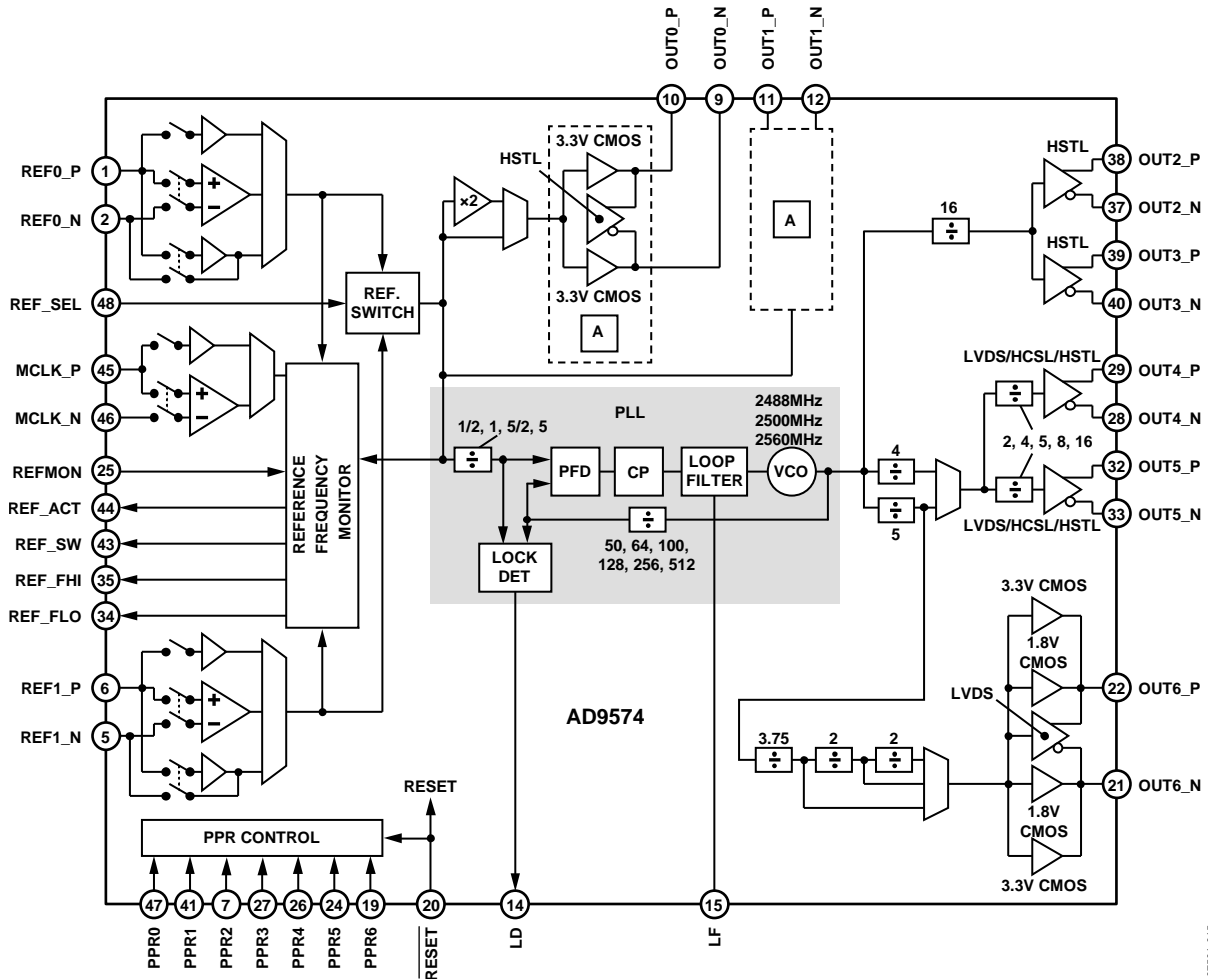 OUT0_P
OUT0_N
OUT1_P
OUT1_N
10
9
11
12
REF0_P
1
REF0_N
2
REF_SEL
48
MCLK_P
45
MCLK_N
46
REFMON
25
REF_ACT
44
REF_SW
43
REF_FHI
35
REF_FLO
34
REF1_P
6
REF1_N
5
+
−
+
−
+
−
REF.
SWITCH
REFERENCE
FREQUENCY
MONITOR
×2
HSTL
3.3V CMOS
3.3V CMOS
A
A
PLL
1/2, 1, 5/2, 5
÷
PFD
CP
LOOP
FILTER
VCO
2488MHz
2500MHz
2560MHz
÷
50, 64, 100,
128, 256, 512
LOCK
DET
16
÷
HSTL
38
OUT2_P
37
OUT2_N
HSTL
39
OUT3_P
40
OUT3_N
4
÷
÷
5
LVDS/HCSL/HSTL
÷
29
OUT4_P
28
OUT4_N
2, 4, 5, 8, 16
÷
32
OUT5_P
33
OUT5_N
LVDS/HCSL/HSTL
AD9574
3.75
÷
2
÷
2
÷
3.3V CMOS
1.8V
CMOS
LVDS
1.8V
CMOS
3.3V CMOS
22
OUT6_P
21
OUT6_N
RESET
PPR CONTROL
47
41
7
27
26
24
19
20
14
15
PPR0
PPR1
PPR2
PPR3
PPR4
PPR5
PPR6
RESET
LD
LF